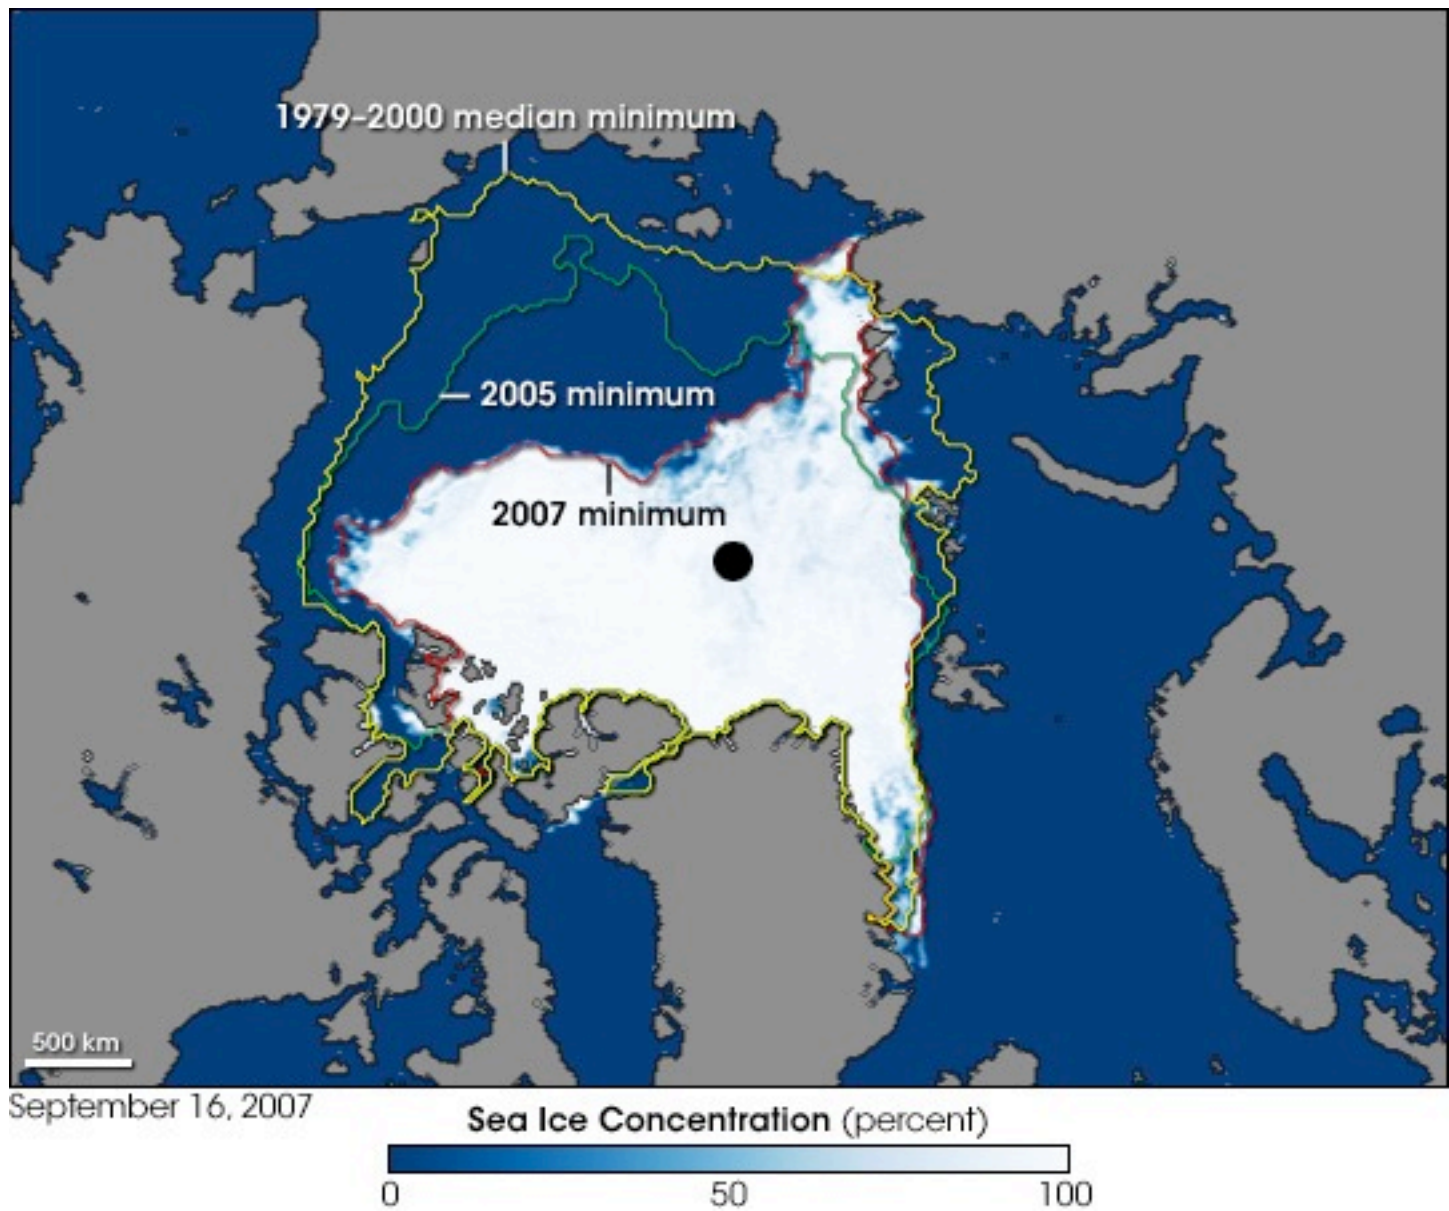 1979–2000 median minimum
2005 minimum
2007 minimum
500 km
September 16, 2007
Sea Ice Concentration (percent)
0 50 100